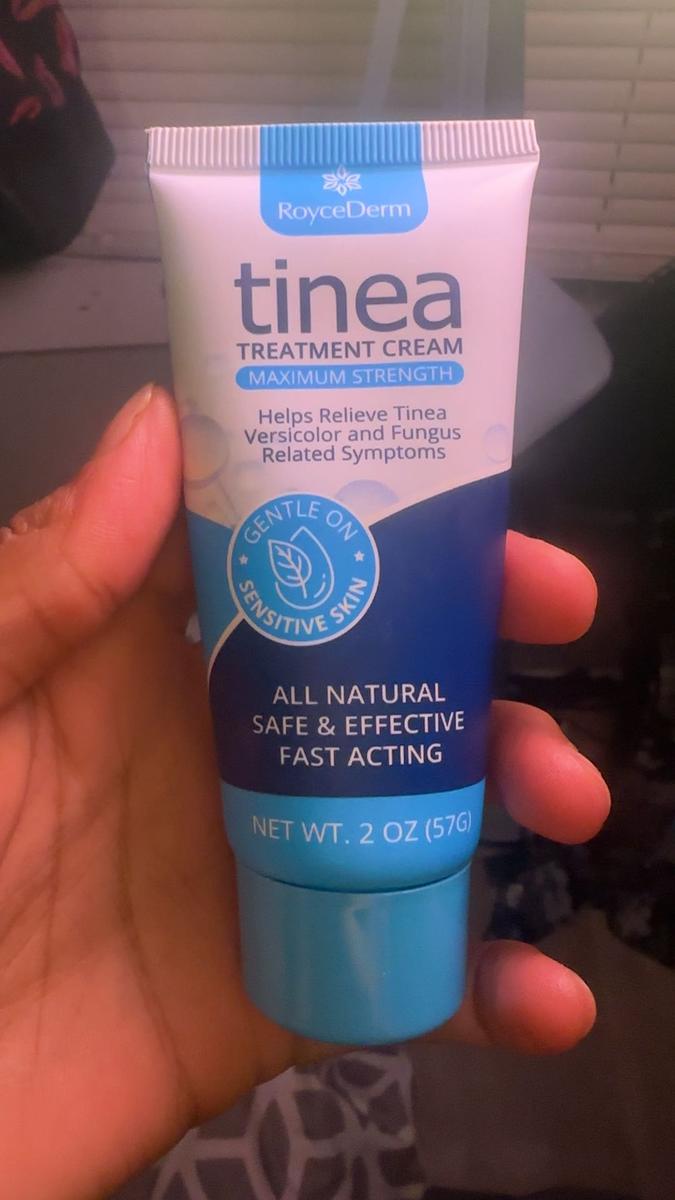 RoyceDerm
tinea
TREATMENT CREAM
MAXIMUM STRENGTH
Helps Relieve Tinea
Versicolor and Fungus
Related Symptoms
GENTLE ON
SENSITIVE SKIN
ALL NATURAL
SAFE & EFFECTIVE
FAST ACTING
NET WT. 2 OZ (57G)